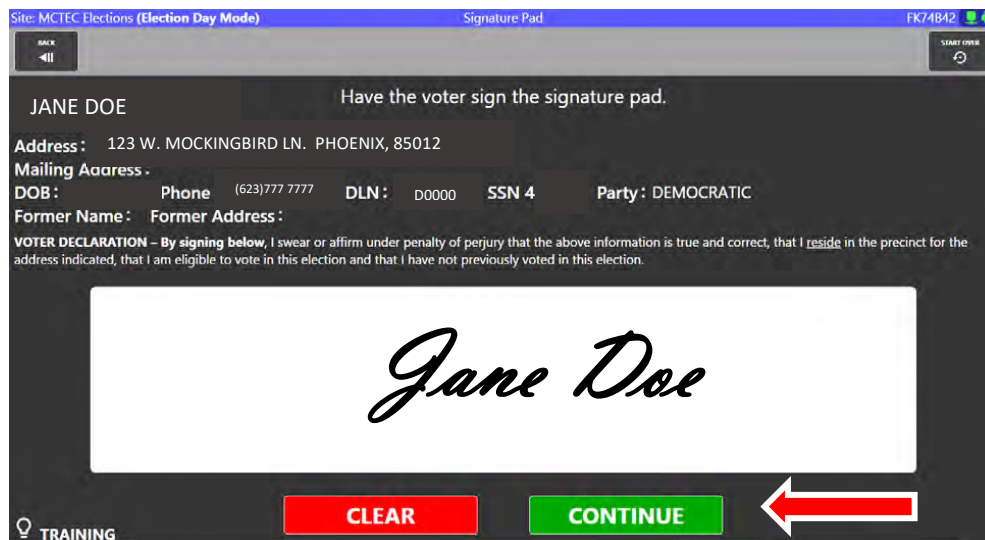 Site: MCTEC Elections (Election Day Mode) Signature Pad FK74B42
BACK START OVER
JANE DOE Have the voter sign the signature pad.
Address: 123 W. MOCKINGBIRD LN. PHOENIX, 85012
Mailing Address:
DOB: Phone (623)777 7777 DLN: D0000 SSN 4 Party: DEMOCRATIC
Former Name: Former Address:
VOTER DECLARATION – By signing below, I swear or affirm under penalty of perjury that the above information is true and correct, that I reside in the precinct for the
address indicated, that I am eligible to vote in this election and that I have not previously voted in this election.
Jane Doe
CLEAR CONTINUE
TRAINING